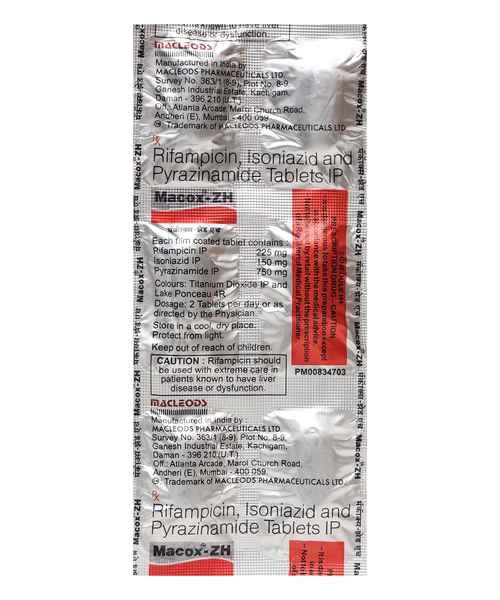 known to have liver
disease or dysfunction.
MACLEODS
Manufactured in India by
MACLEODS PHARMACEUTICALS LTD.
Survey No. 363/1 (8-9), Plot No. 8-9,
Ganesh Industrial Estate, Kachigam,
Daman - 396 210 (U.T.)
Off.: Atlanta Arcade, Marol Church Road,
Andheri (E), Mumbai - 400 059
®: Trademark of MACLEODS PHARMACEUTICALS LTD
Rx
Rifampicin, Isoniazid and
Pyrazinamide Tablets IP
Macox®-ZH
Each film coated tablet contains :
Rifampicin IP 225 mg
Isoniazid IP 150 mg
Pyrazinamide IP 750 mg
Colours: Titanium Dioxide IP and
Lake Ponceau 4R
Dosage: 2 Tablets per day or as
directed by the Physician.
Store in a cool, dry place.
Protect from light.
Keep out of reach of children.
CAUTION : Rifampicin should
be used with extreme care in
patients known to have liver
disease or dysfunction.
PM00834703
MACLEODS
Manufactured in India by
MACLEODS PHARMACEUTICALS LTD.
Survey No. 363/1 (8-9), Plot No. 8-9,
Ganesh Industrial Estate, Kachigam,
Daman - 396 210 (U.T.)
Off.: Atlanta Arcade, Marol Church Road,
Andheri (E), Mumbai - 400 059.
®: Trademark of MACLEODS PHARMACEUTICALS LTD
Rx
Rifampicin, Isoniazid and
Pyrazinamide Tablets IP
Macox®-ZH
Macox®-ZH